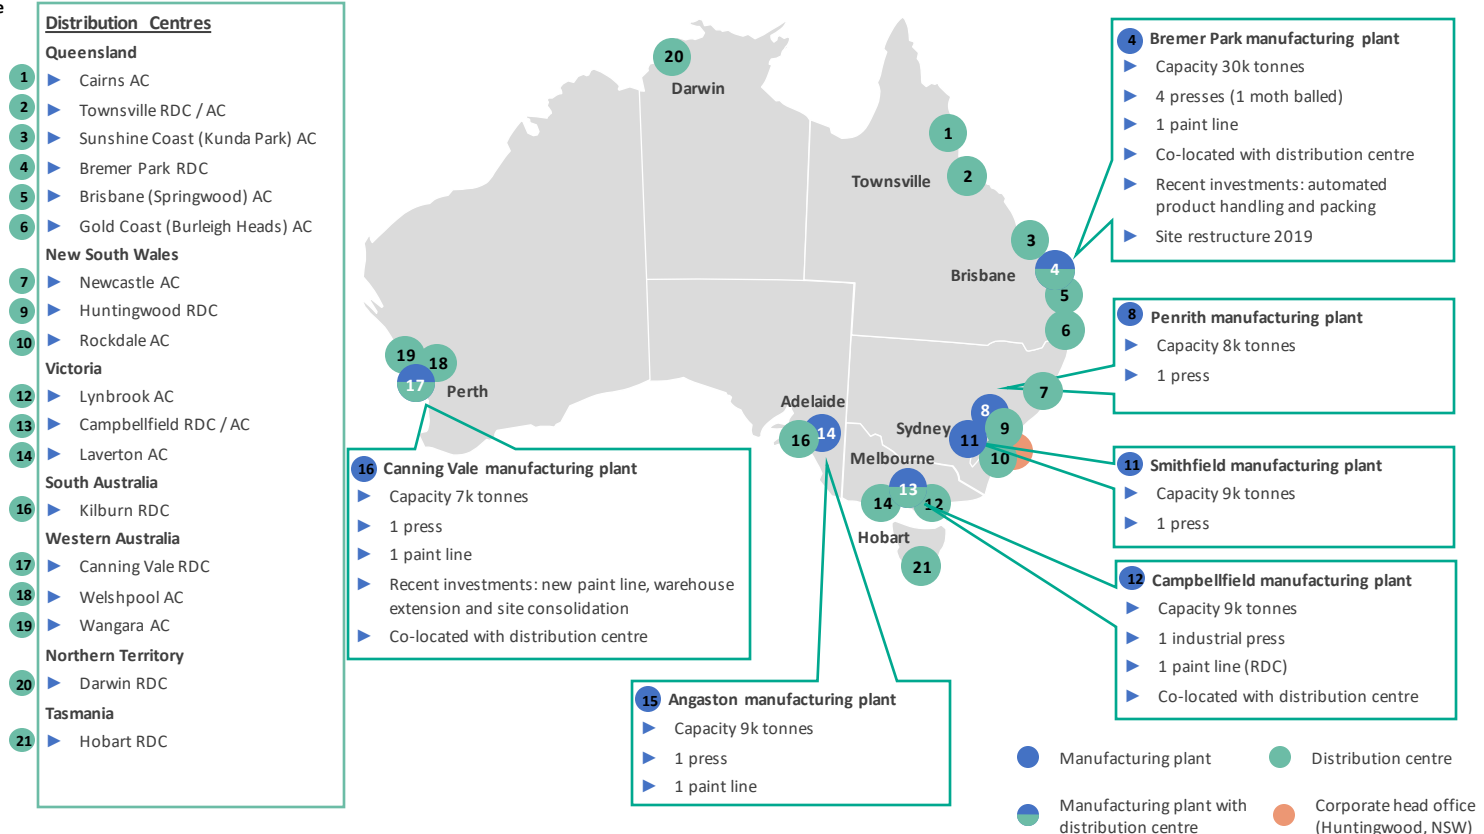 e
Distribution Centres
Queensland
1 ► Cairns AC
2 ► Townsville RDC / AC
3 ► Sunshine Coast (Kunda Park) AC
4 ► Bremer Park RDC
5 ► Brisbane (Springwood) AC
6 ► Gold Coast (Burleigh Heads) AC
New South Wales
7 ► Newcastle AC
9 ► Huntingwood RDC
10 ► Rockdale AC
Victoria
12 ► Lynbrook AC
13 ► Campbellfield RDC / AC
14 ► Laverton AC
South Australia
16 ► Kilburn RDC
Western Australia
17 ► Canning Vale RDC
18 ► Welshpool AC
19 ► Wangara AC
Northern Territory
20 ► Darwin RDC
Tasmania
21 ► Hobart RDC
20
Darwin
1
2
Townsville
3
4
Brisbane
5
6
19
18
17
Perth
7
Adelaide
8
14
16
Sydney
9
11
10
Melbourne
13
14
12
Hobart
21
4 Bremer Park manufacturing plant
► Capacity 30k tonnes
► 4 presses (1 moth balled)
► 1 paint line
► Co-located with distribution centre
► Recent investments: automated
product handling and packing
► Site restructure 2019
8 Penrith manufacturing plant
► Capacity 8k tonnes
► 1 press
11 Smithfield manufacturing plant
► Capacity 9k tonnes
► 1 press
12 Campbellfield manufacturing plant
► Capacity 9k tonnes
► 1 industrial press
► 1 paint line (RDC)
► Co-located with distribution centre
16 Canning Vale manufacturing plant
► Capacity 7k tonnes
► 1 press
► 1 paint line
► Recent investments: new paint line, warehouse
extension and site consolidation
► Co-located with distribution centre
15 Angaston manufacturing plant
► Capacity 9k tonnes
► 1 press
► 1 paint line
Manufacturing plant
Distribution centre
Manufacturing plant with
distribution centre
Corporate head office
(Huntingwood, NSW)